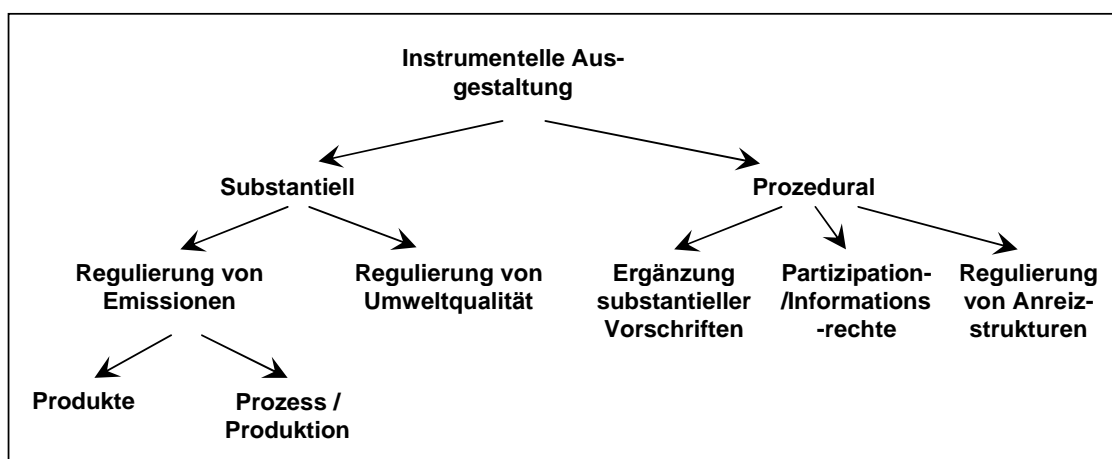 Instrumentelle Aus-
gestaltung
Substantiell
Prozedural
Regulierung von
Emissionen
Regulierung von
Umweltqualität
Ergänzung
substantieller
Vorschriften
Partizipation-
/Informations
-rechte
Regulierung
von Anreiz-
strukturen
Produkte
Prozess /
Produktion